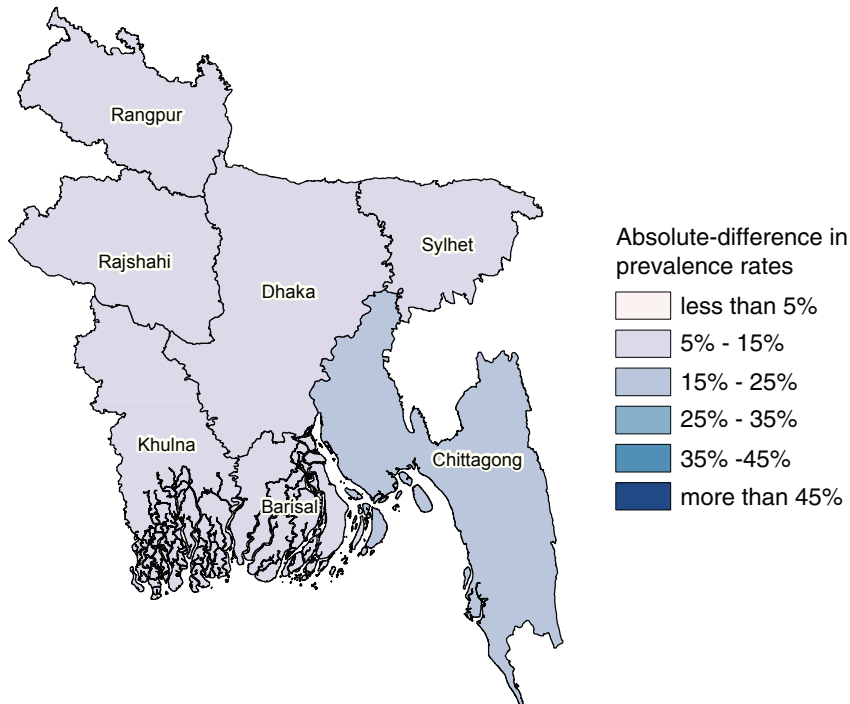 Rangpur
Sylhet
Rajshahi
Dhaka
Khulna
Chittagong
Barisal
Absolute-difference in
prevalence rates
less than 5%
5% - 15%
15% - 25%
25% - 35%
35% -45%
more than 45%